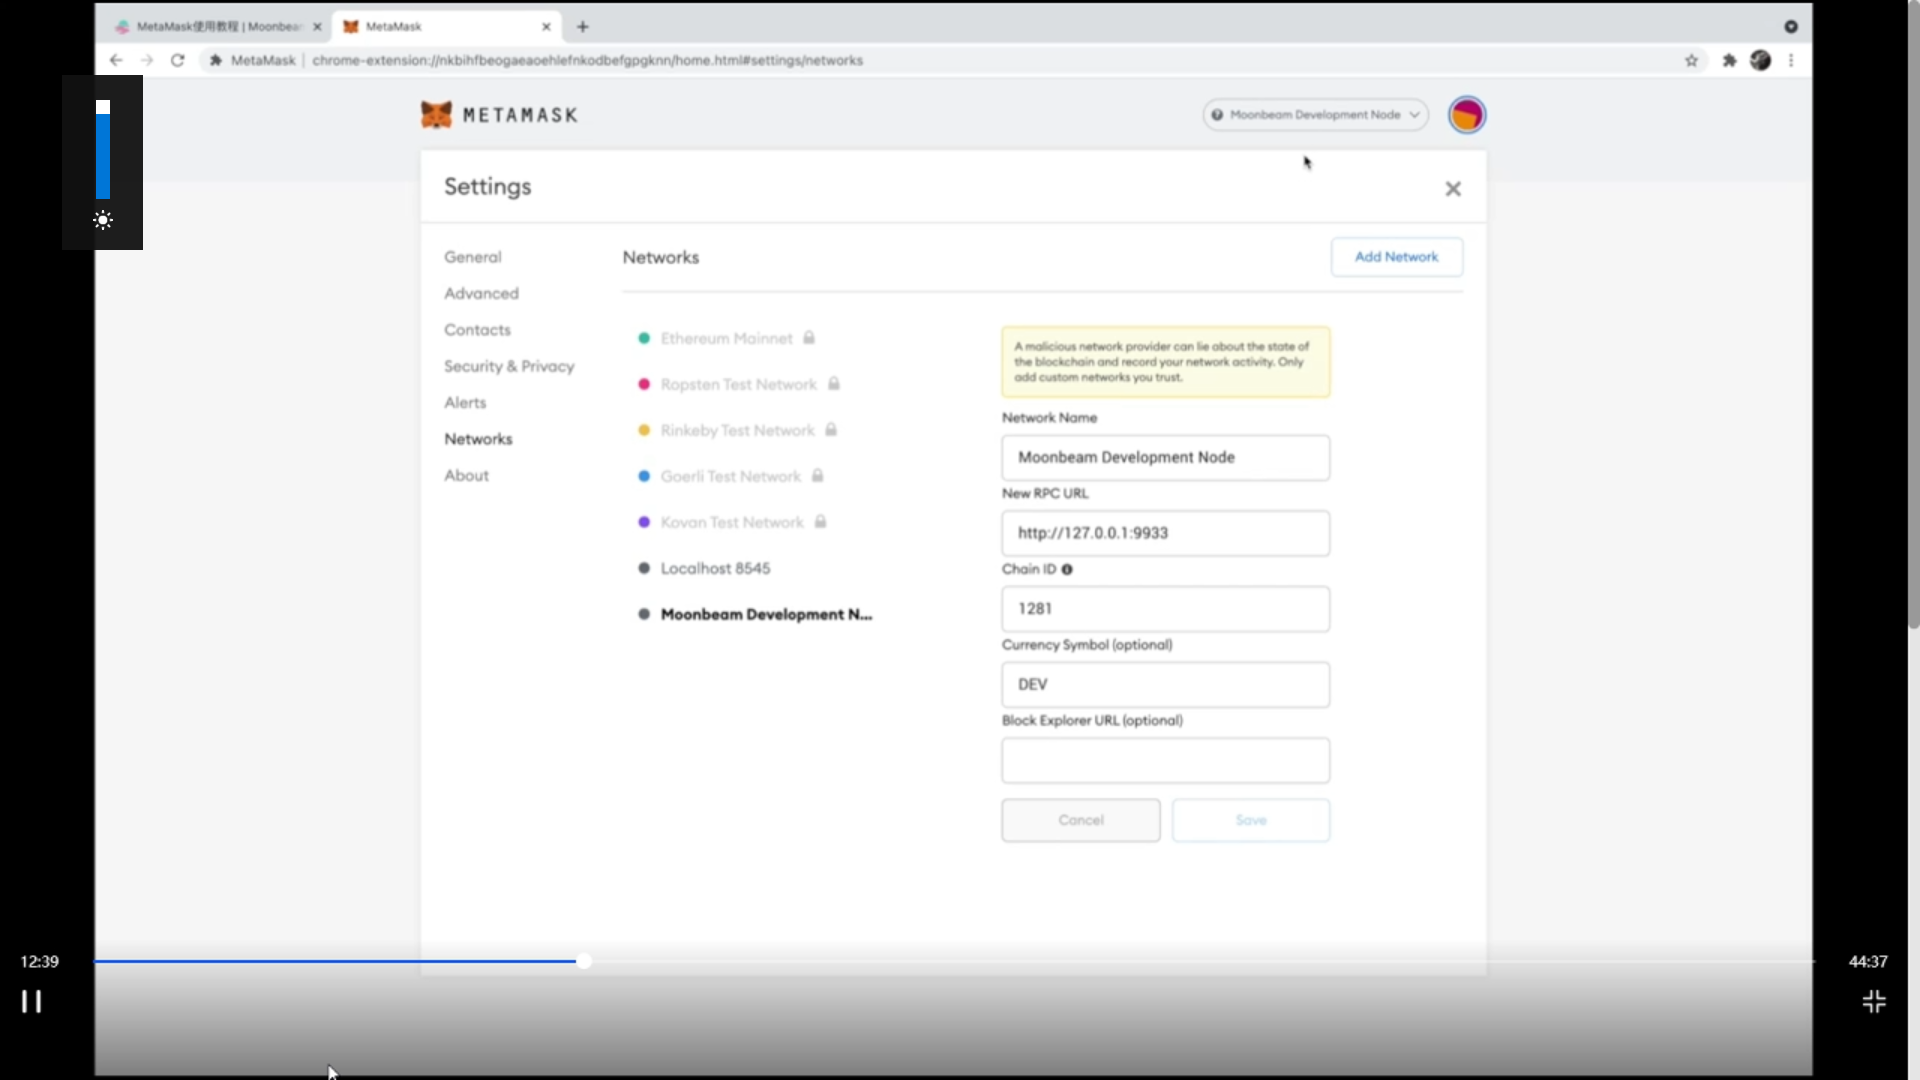 MetaMask使用教程 | Moonbea
MetaMask
MetaMask
chrome-extension://nkbihfbeogaeaoehlefnkodbefgpgknn/home.html#settings/networks
METAMASK
Moonbeam Development Node
Settings
General
Advanced
Contacts
Security & Privacy
Alerts
Networks
About
Networks
Add Network
Ethereum Mainnet
Ropsten Test Network
Rinkeby Test Network
Goerli Test Network
Kovan Test Network
Localhost 8545
Moonbeam Development N...
A malicious network provider can lie about the state of
the blockchain and record your network activity. Only
add custom networks you trust.
Network Name
Moonbeam Development Node
New RPC URL
http://127.0.0.1:9933
Chain ID
1281
Currency Symbol (optional)
DEV
Block Explorer URL (optional)
Cancel
Save
12:39
44:37